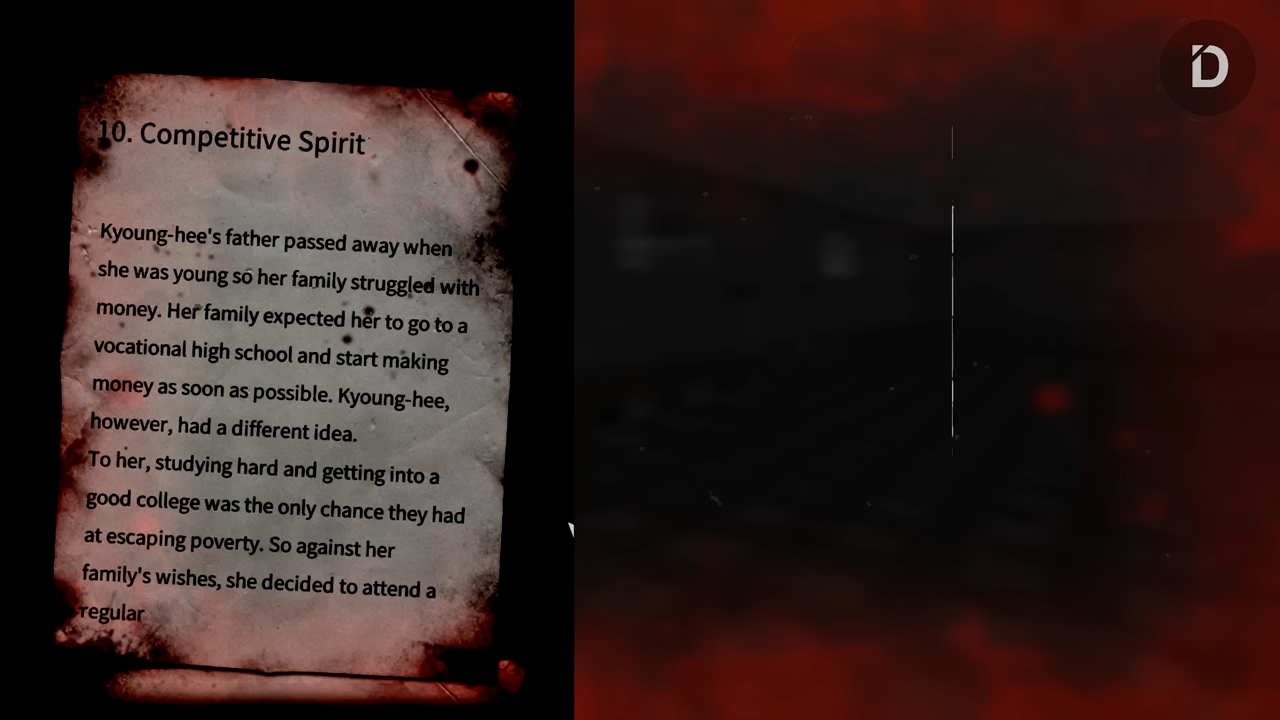 10. Competitive Spirit
Kyoung-hee's father passed away when
she was young so her family struggled with
money. Her family expected her to go to a
vocational high school and start making
money as soon as possible. Kyoung-hee,
however, had a different idea.
To her, studying hard and getting into a
good college was the only chance they had
at escaping poverty. So against her
family's wishes, she decided to attend a
regular
D